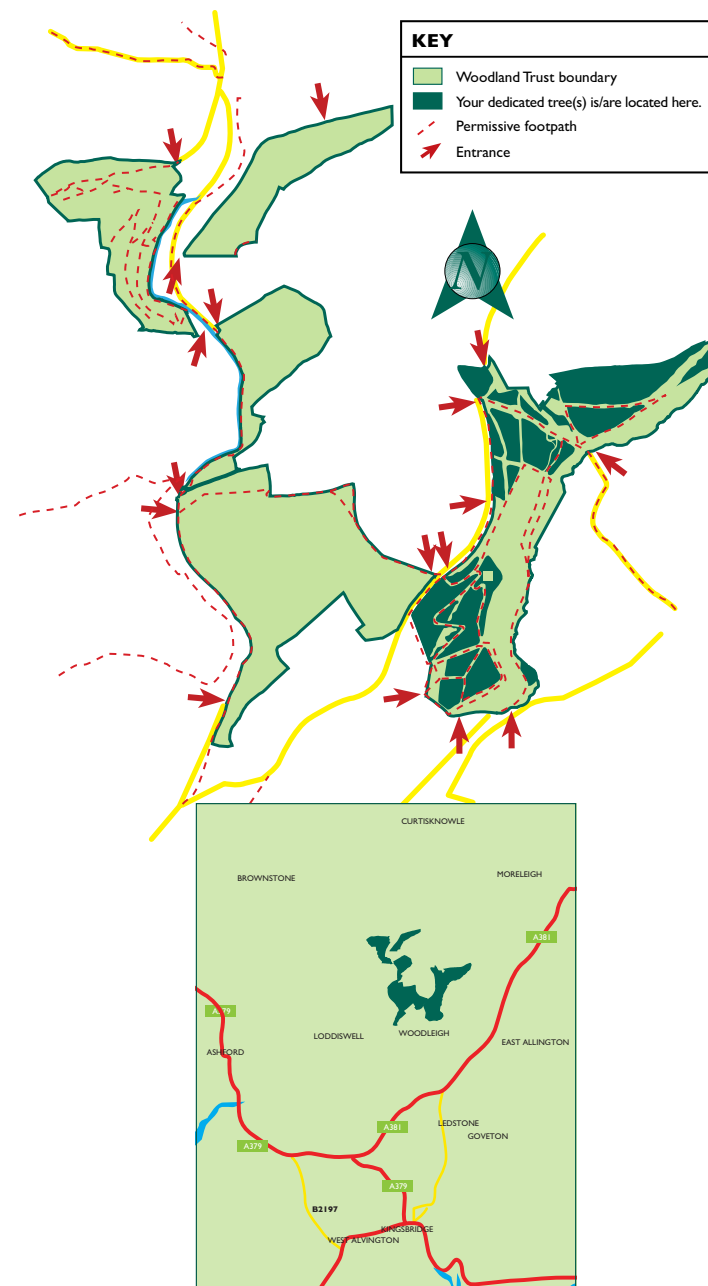 KEY
Woodland Trust boundary
Your dedicated tree(s) is/are located here.
Permissive footpath
Entrance
N
CURTISKNOWLE
BROWNSTONE
MORELEIGH
A381
A379
LODDISWELL
WOODLEIGH
EAST ALLINGTON
ASHFORD
LEDSTONE
A381
GOVETON
A379
A379
B2197
KINGSBRIDGE
WEST ALVINGTON